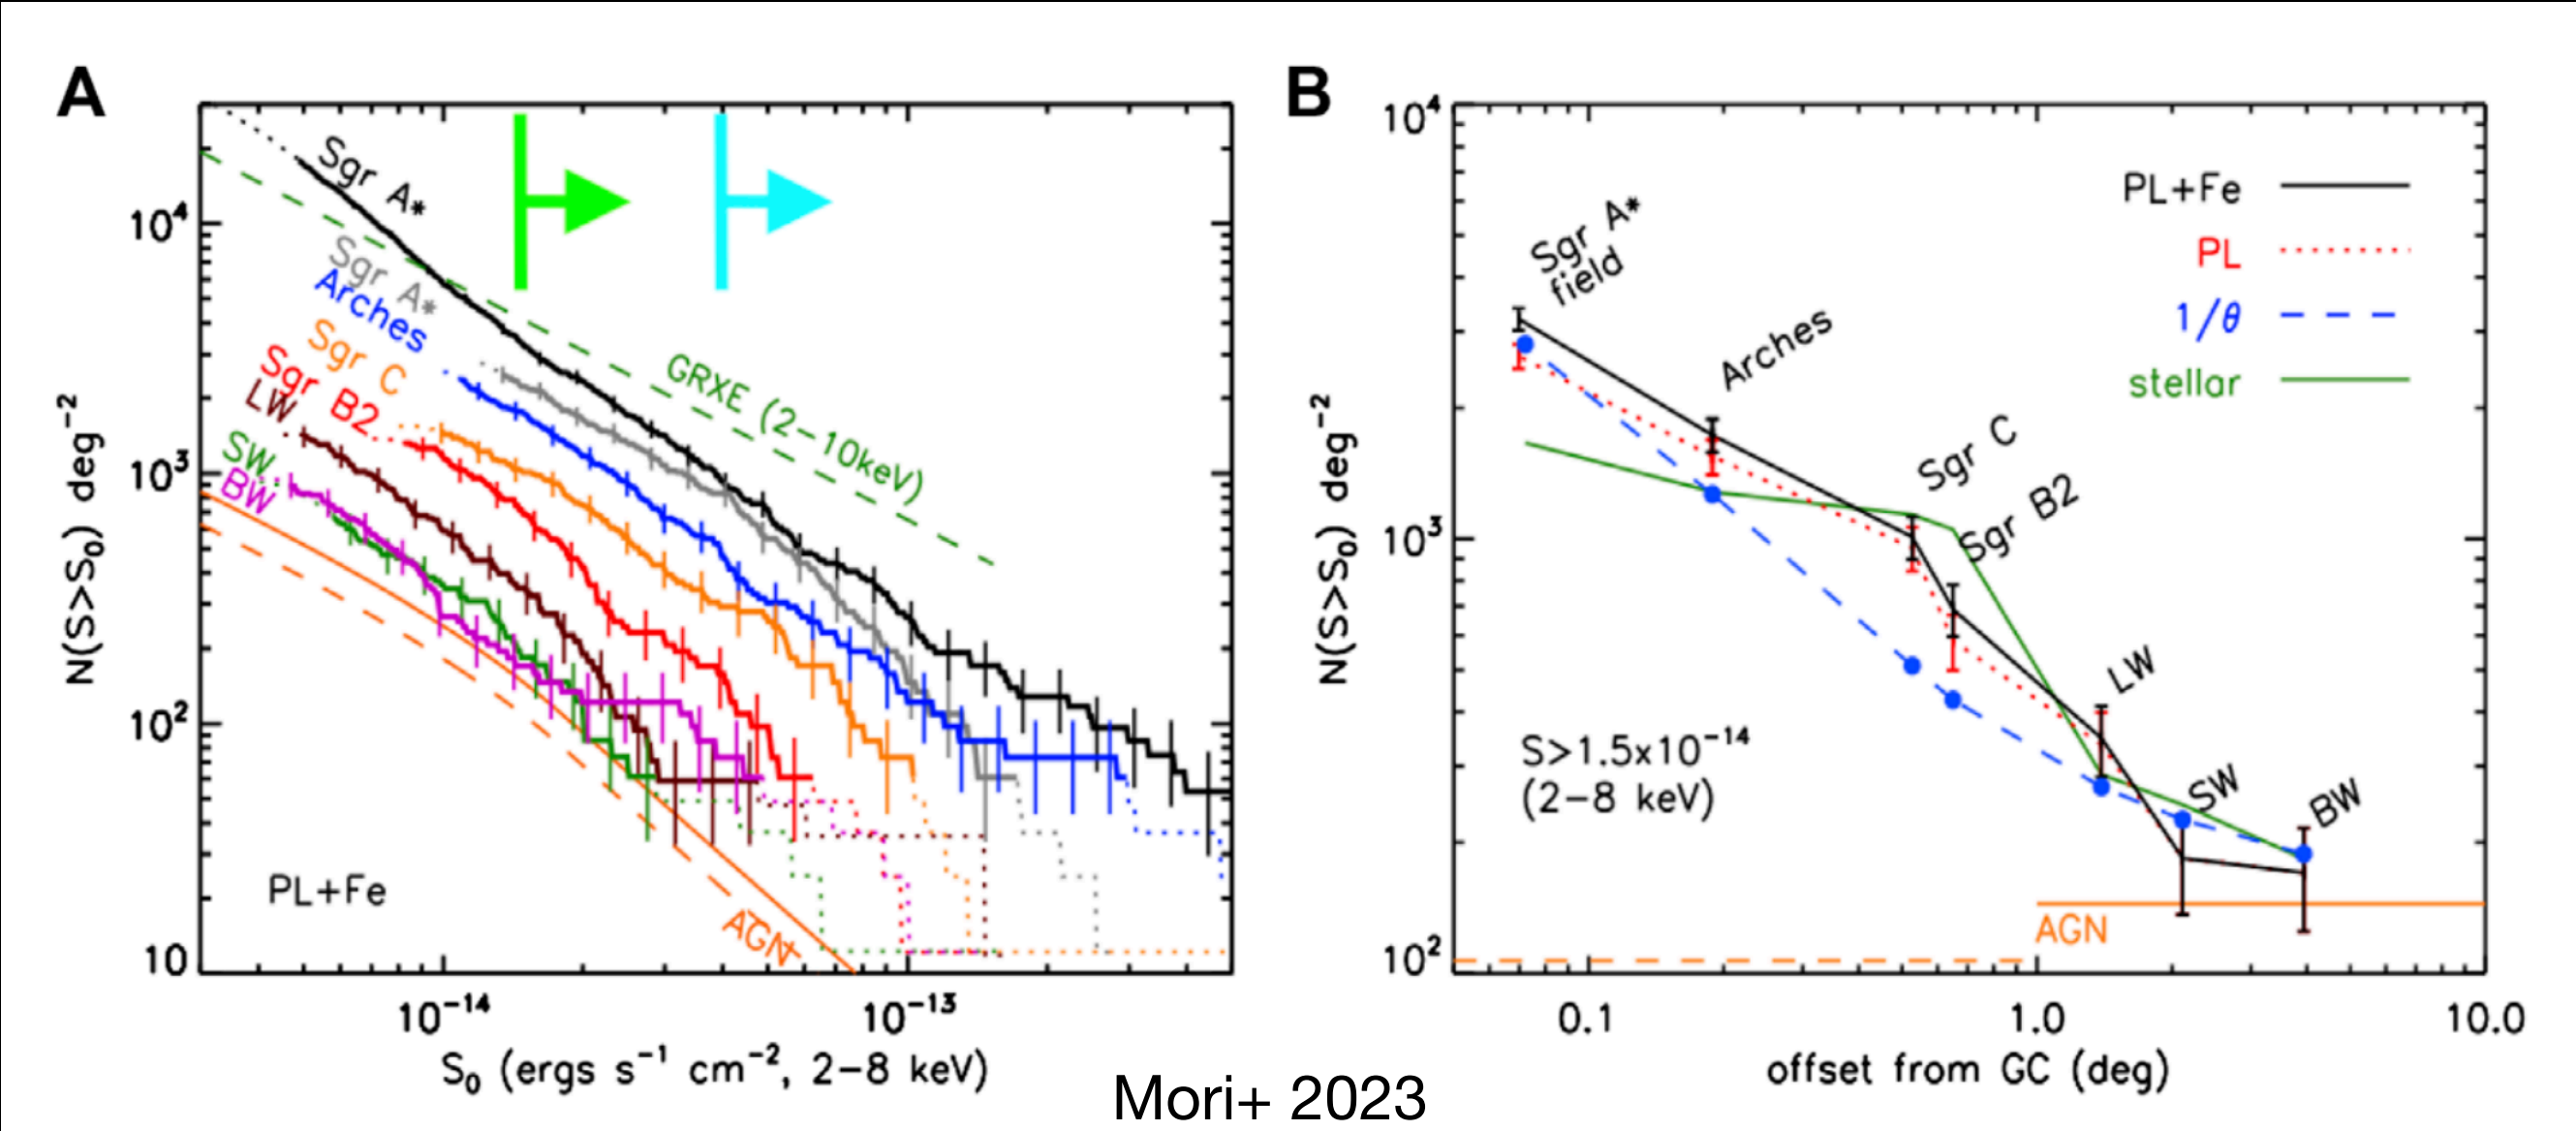 A
Sgr A*
Sgr A*
Arches
Sgr C
Sgr B2
LW
SW
BW
GRXE (2-10keV)
AGN
PL+Fe
10⁴
10³
10²
10
N(S>S₀) deg⁻²
10⁻¹⁴
10⁻¹³
S₀ (ergs s⁻¹ cm⁻², 2-8 keV)
B
Sgr A*
field
Arches
Sgr C
Sgr B2
LW
SW
BW
PL+Fe
PL
1/θ
stellar
S>1.5x10⁻¹⁴
(2-8 keV)
AGN
10⁴
10³
10²
N(S>S₀) deg⁻²
0.1
1.0
10.0
offset from GC (deg)
Mori+ 2023